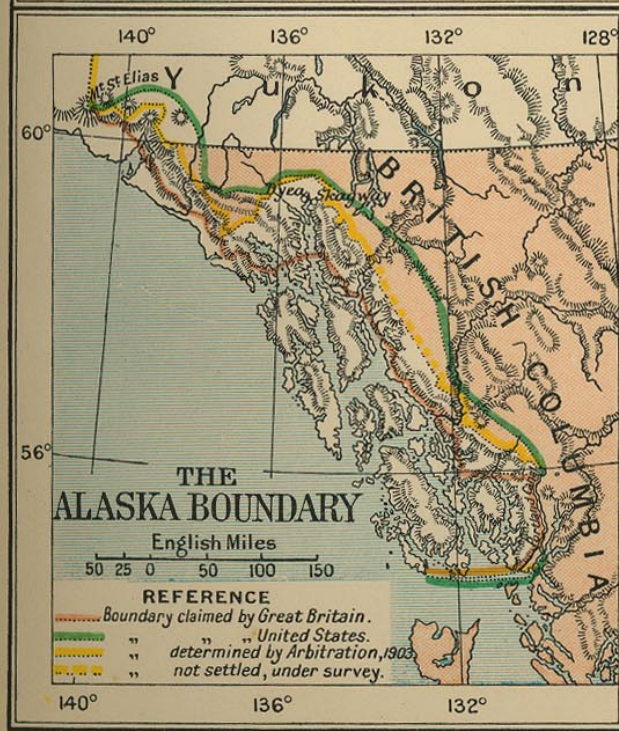 140° 136° 132° 128°
Mt St Elias
Yukon
60°
Dyea Skagway
BRITISH COLUMBIA
56°
THE
ALASKA BOUNDARY
English Miles
50 25 0 50 100 150
REFERENCE
Boundary claimed by Great Britain.
„ „ „ United States.
„ determined by Arbitration, 1903
„ not settled, under survey.
140° 136° 132°